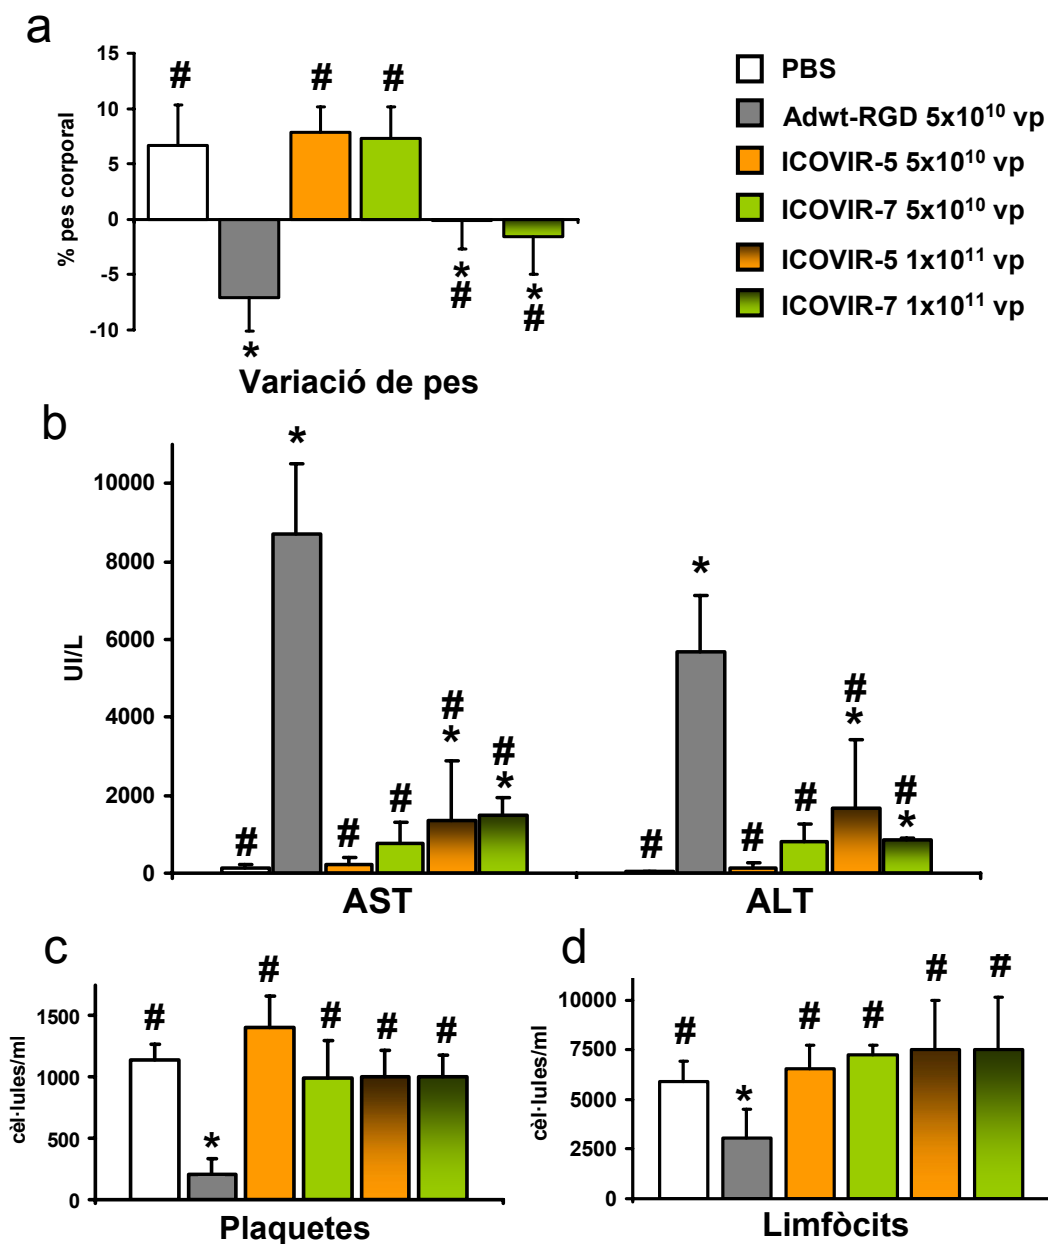 a
15
10
5
0
-5
-10
% pes corporal
# * # # * # * #
Variació de pes
PBS
Adwt-RGD 5x10¹⁰ vp
ICOVIR-5 5x10¹⁰ vp
ICOVIR-7 5x10¹⁰ vp
ICOVIR-5 1x10¹¹ vp
ICOVIR-7 1x10¹¹ vp
b
10000
8000
6000
4000
2000
0
UI/L
# * # # # * # *
# * # # # * # *
AST
ALT
c
1500
1000
500
0
cèl·lules/ml
# * # # # #
Plaquetes
d
10000
7500
5000
2500
0
cèl·lules/ml
# * # # # #
Limfòcits